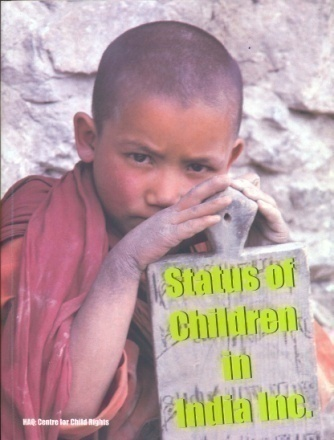 Status of
Children
in
India Inc.
HAQ: Centre for Child Rights